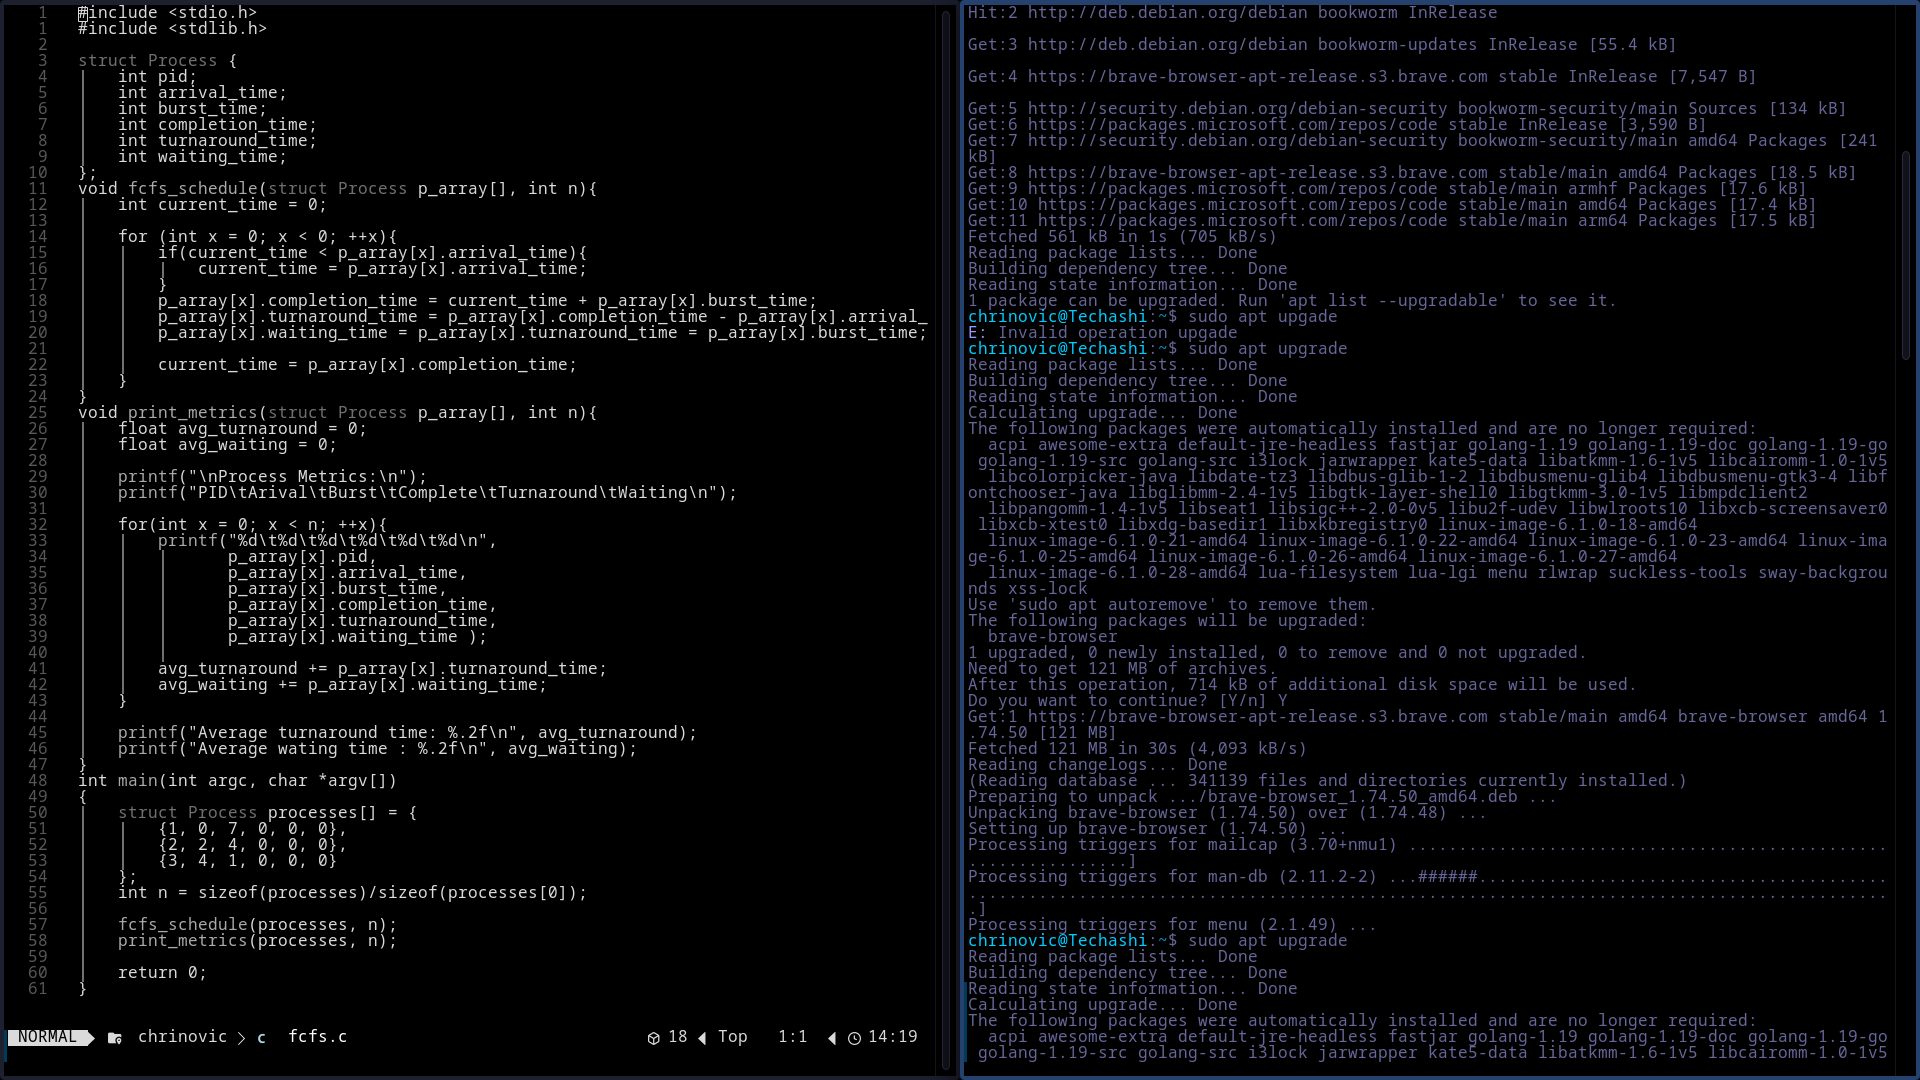 1 #include <stdio.h>
1 #include <stdlib.h>
2
3 struct Process {
4 int pid;
5 int arrival_time;
6 int burst_time;
7 int completion_time;
8 int turnaround_time;
9 int waiting_time;
10 };
11 void fcfs_schedule(struct Process p_array[], int n){
12 int current_time = 0;
13
14 for (int x = 0; x < 0; ++x){
15 if(current_time < p_array[x].arrival_time){
16 current_time = p_array[x].arrival_time;
17 }
18 p_array[x].completion_time = current_time + p_array[x].burst_time;
19 p_array[x].turnaround_time = p_array[x].completion_time - p_array[x].arrival_
20 p_array[x].waiting_time = p_array[x].turnaround_time = p_array[x].burst_time;
21
22 current_time = p_array[x].completion_time;
23 }
24 }
25 void print_metrics(struct Process p_array[], int n){
26 float avg_turnaround = 0;
27 float avg_waiting = 0;
28
29 printf("\nProcess Metrics:\n");
30 printf("PID\tArival\tBurst\tComplete\tTurnaround\tWaiting\n");
31
32 for(int x = 0; x < n; ++x){
33 printf("%d\t%d\t%d\t%d\t%d\t%d\n",
34 p_array[x].pid,
35 p_array[x].arrival_time,
36 p_array[x].burst_time,
37 p_array[x].completion_time,
38 p_array[x].turnaround_time,
39 p_array[x].waiting_time );
40
41 avg_turnaround += p_array[x].turnaround_time;
42 avg_waiting += p_array[x].waiting_time;
43 }
44
45 printf("Average turnaround time: %.2f\n", avg_turnaround);
46 printf("Average wating time : %.2f\n", avg_waiting);
47 }
48 int main(int argc, char *argv[])
49 {
50 struct Process processes[] = {
51 {1, 0, 7, 0, 0, 0},
52 {2, 2, 4, 0, 0, 0},
53 {3, 4, 1, 0, 0, 0}
54 };
55 int n = sizeof(processes)/sizeof(processes[0]);
56
57 fcfs_schedule(processes, n);
58 print_metrics(processes, n);
59
60 return 0;
61 }
NORMAL chrinovic > c fcfs.c 18 Top 1:1 14:19
Hit:2 http://deb.debian.org/debian bookworm InRelease
Get:3 http://deb.debian.org/debian bookworm-updates InRelease [55.4 kB]
Get:4 https://brave-browser-apt-release.s3.brave.com stable InRelease [7,547 B]
Get:5 http://security.debian.org/debian-security bookworm-security/main Sources [134 kB]
Get:6 https://packages.microsoft.com/repos/code stable InRelease [3,590 B]
Get:7 http://security.debian.org/debian-security bookworm-security/main amd64 Packages [241
kB]
Get:8 https://brave-browser-apt-release.s3.brave.com stable/main amd64 Packages [18.5 kB]
Get:9 https://packages.microsoft.com/repos/code stable/main armhf Packages [17.6 kB]
Get:10 https://packages.microsoft.com/repos/code stable/main amd64 Packages [17.4 kB]
Get:11 https://packages.microsoft.com/repos/code stable/main arm64 Packages [17.5 kB]
Fetched 561 kB in 1s (705 kB/s)
Reading package lists... Done
Building dependency tree... Done
Reading state information... Done
1 package can be upgraded. Run 'apt list --upgradable' to see it.
chrinovic@Techashi:~$ sudo apt upgade
E: Invalid operation upgade
chrinovic@Techashi:~$ sudo apt upgrade
Reading package lists... Done
Building dependency tree... Done
Reading state information... Done
Calculating upgrade... Done
The following packages were automatically installed and are no longer required:
acpi awesome-extra default-jre-headless fastjar golang-1.19 golang-1.19-doc golang-1.19-go
golang-1.19-src golang-src i3lock jarwrapper kate5-data libatkmm-1.6-1v5 libcairomm-1.0-1v5
libcolorpicker-java libdate-tz3 libdbus-glib-1-2 libdbusmenu-glib4 libdbusmenu-gtk3-4 libf
ontchooser-java libglibmm-2.4-1v5 libgtk-layer-shell0 libgtkmm-3.0-1v5 libmpdclient2
libpangomm-1.4-1v5 libseat1 libsigc++-2.0-0v5 libu2f-udev libwlroots10 libxcb-screensaver0
libxcb-xtest0 libxdg-basedir1 libxkbregistry0 linux-image-6.1.0-18-amd64
linux-image-6.1.0-21-amd64 linux-image-6.1.0-22-amd64 linux-image-6.1.0-23-amd64 linux-ima
ge-6.1.0-25-amd64 linux-image-6.1.0-26-amd64 linux-image-6.1.0-27-amd64
linux-image-6.1.0-28-amd64 lua-filesystem lua-lgi menu rlwrap suckless-tools sway-backgrou
nds xss-lock
Use 'sudo apt autoremove' to remove them.
The following packages will be upgraded:
brave-browser
1 upgraded, 0 newly installed, 0 to remove and 0 not upgraded.
Need to get 121 MB of archives.
After this operation, 714 kB of additional disk space will be used.
Do you want to continue? [Y/n] Y
Get:1 https://brave-browser-apt-release.s3.brave.com stable/main amd64 brave-browser amd64 1
.74.50 [121 MB]
Fetched 121 MB in 30s (4,093 kB/s)
Reading changelogs... Done
(Reading database ... 341139 files and directories currently installed.)
Preparing to unpack .../brave-browser_1.74.50_amd64.deb ...
Unpacking brave-browser (1.74.50) over (1.74.48) ...
Setting up brave-browser (1.74.50) ...
Processing triggers for mailcap (3.70+nmu1) ................................................
................]
Processing triggers for man-db (2.11.2-2) ...######.........................................
............................................................................................
.]
Processing triggers for menu (2.1.49) ...
chrinovic@Techashi:~$ sudo apt upgrade
Reading package lists... Done
Building dependency tree... Done
Reading state information... Done
Calculating upgrade... Done
The following packages were automatically installed and are no longer required:
acpi awesome-extra default-jre-headless fastjar golang-1.19 golang-1.19-doc golang-1.19-go
golang-1.19-src golang-src i3lock jarwrapper kate5-data libatkmm-1.6-1v5 libcairomm-1.0-1v5